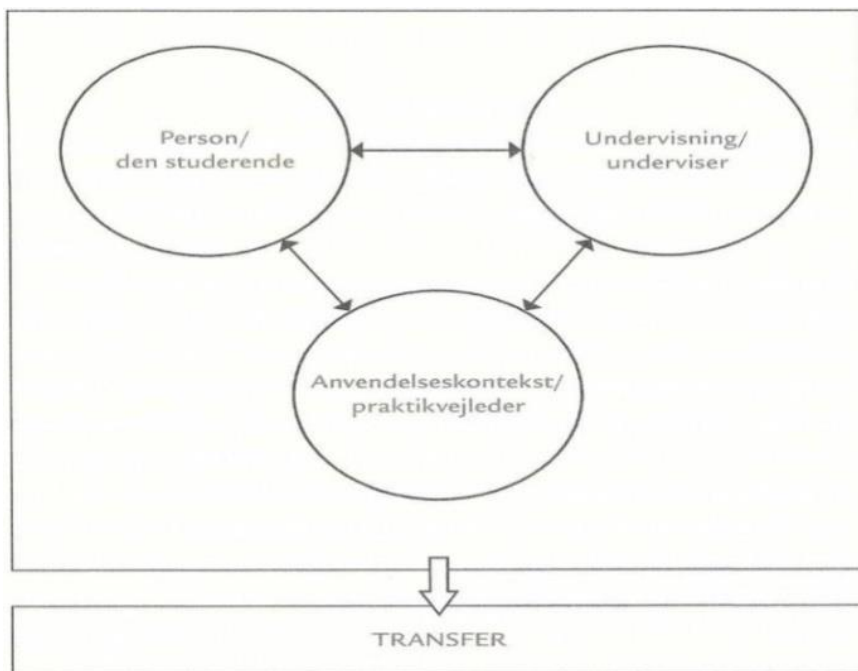 Person/
den studerende
Undervisning/
underviser
Anvendelseskontekst/
praktikvejleder
TRANSFER